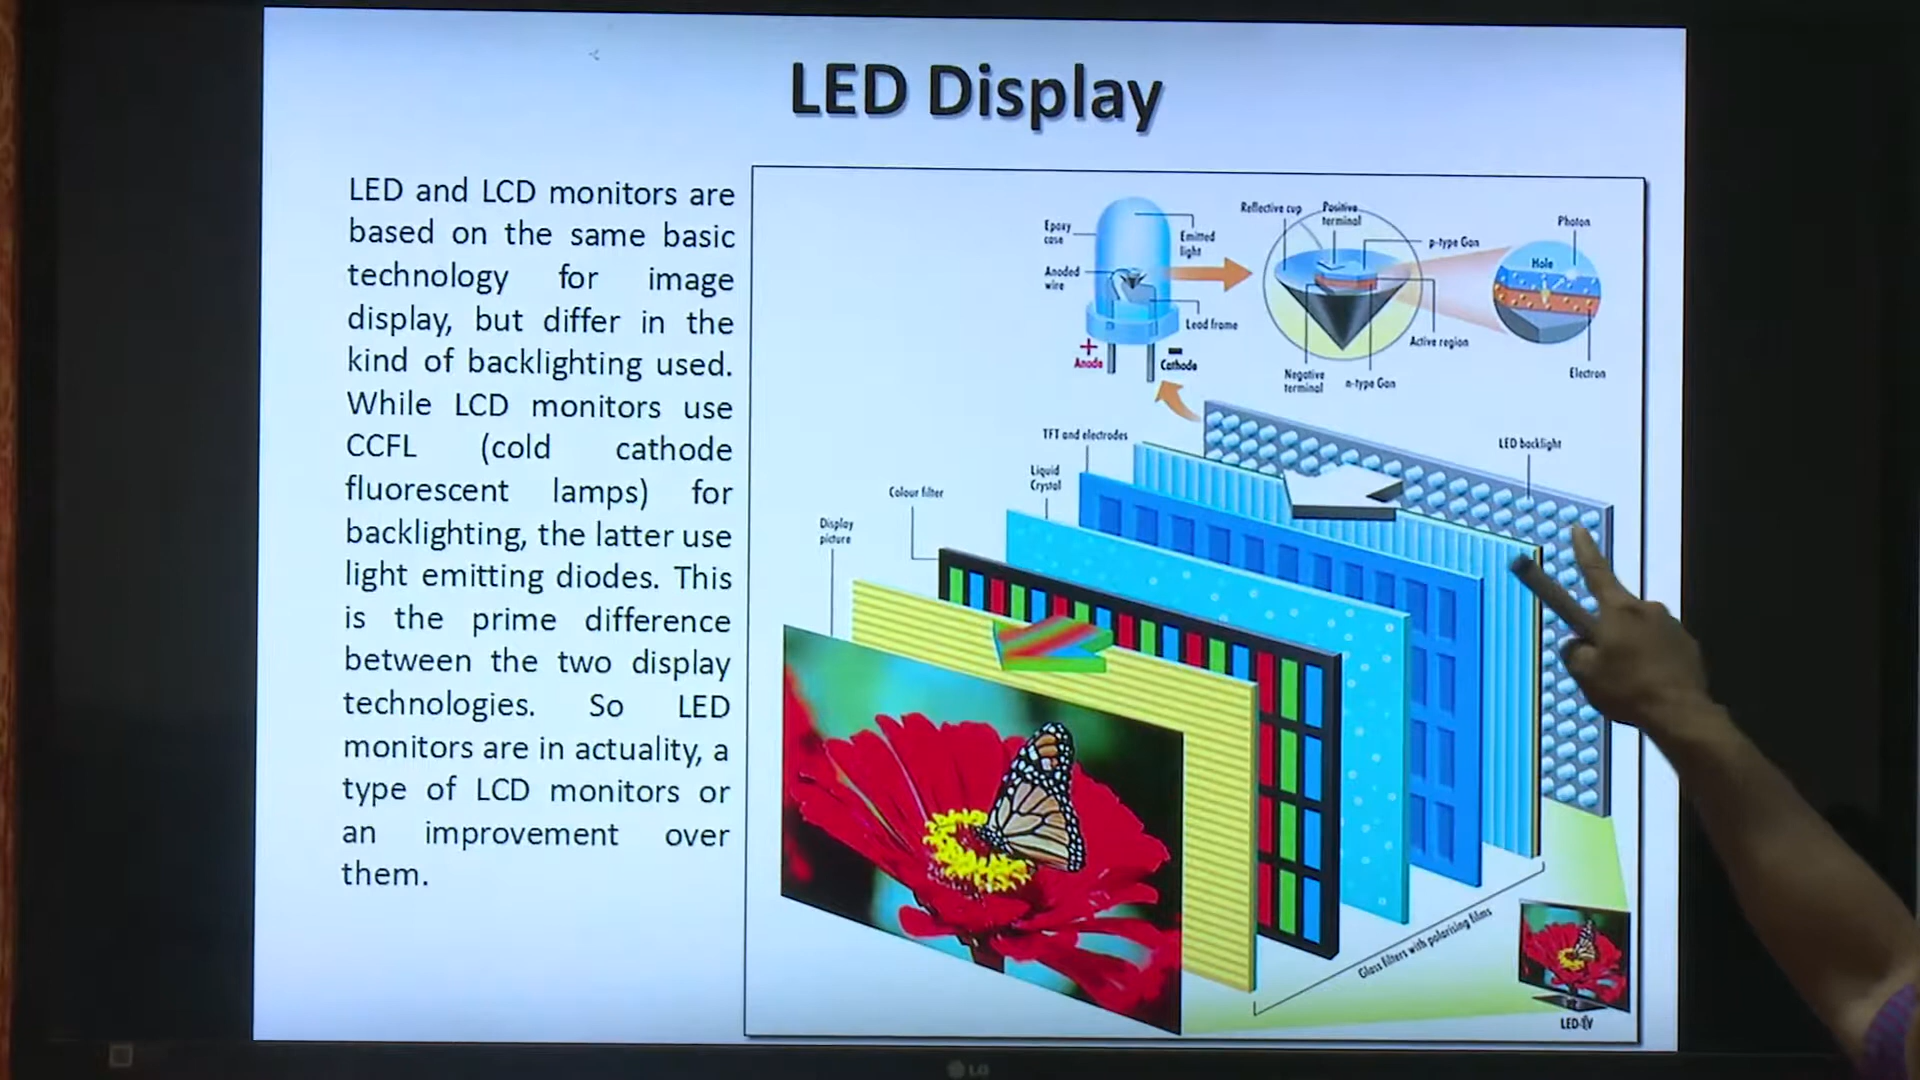 LED Display
LED and LCD monitors are
based on the same basic
technology for image
display, but differ in the
kind of backlighting used.
While LCD monitors use
CCFL (cold cathode
fluorescent lamps) for
backlighting, the latter use
light emitting diodes. This
is the prime difference
between the two display
technologies. So LED
monitors are in actuality, a
type of LCD monitors or
an improvement over
them.
Epoxy
case
Emitted
light
Anoded
wire
Lead frame
+
Anode
-
Cathode
Reflective cup
Positive
terminal
p-type Gan
Active region
Negative
terminal
n-type Gan
Photon
Hole
Electron
LED backlight
TFT and electrodes
Liquid
Crystal
Colour filter
Display
picture
Glass filters with polarising films
LED-TV
LG